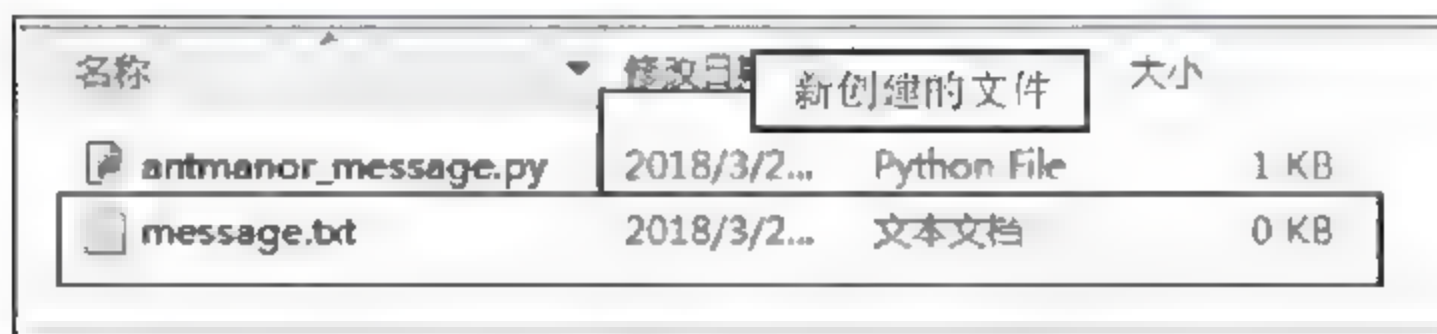 名称 修改日期 大小
新创建的文件
antmanor_message.py 2018/3/2... Python File 1 KB
message.txt 2018/3/2... 文本文档 0 KB